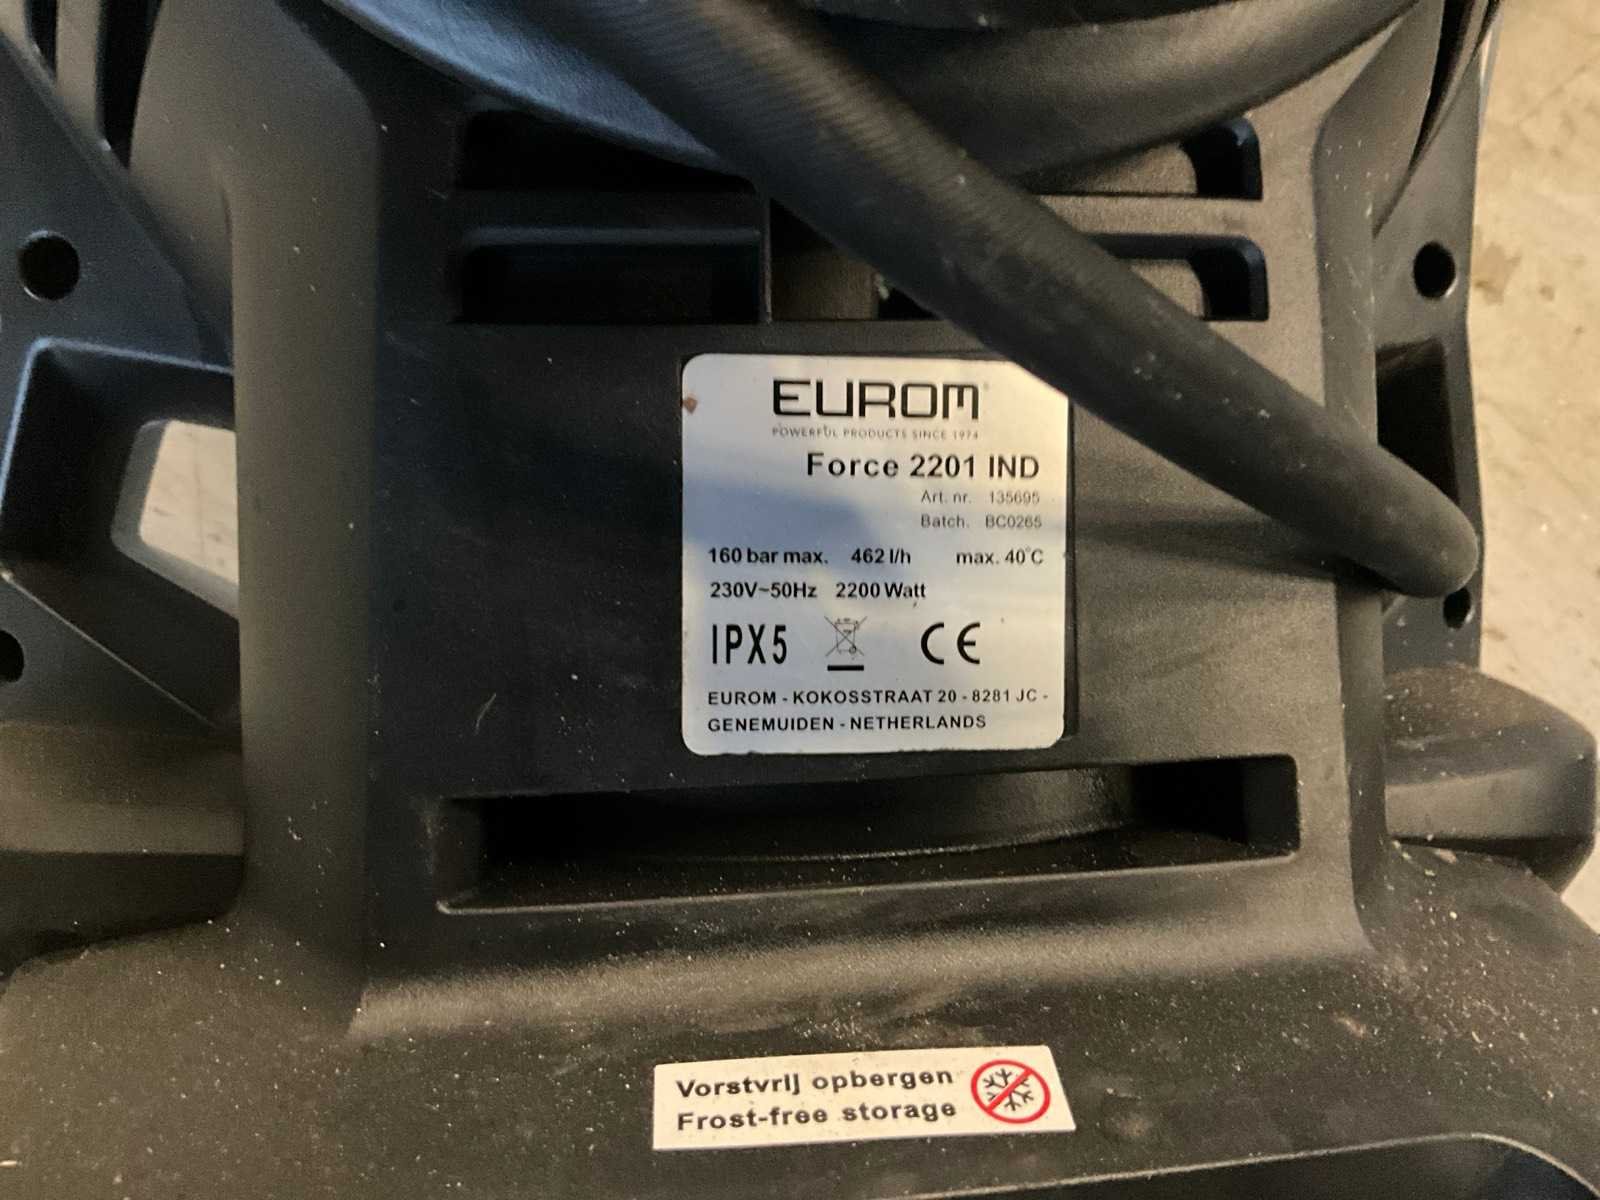 EUROM
POWERFUL PRODUCTS SINCE 1974
Force 2201 IND
Art. nr. 135695
Batch. BC0265
160 bar max. 462 l/h max. 40°C
230V~50Hz 2200 Watt
IPX5 CE
EUROM - KOKOSSTRAAT 20 - 8281 JC -
GENEMUIDEN - NETHERLANDS
Vorstvrij opbergen
Frost-free storage